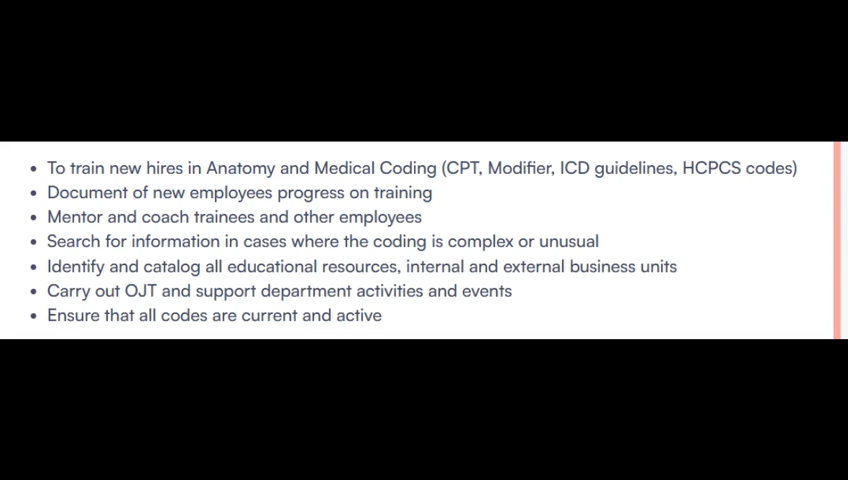 • To train new hires in Anatomy and Medical Coding (CPT, Modifier, ICD guidelines, HCPCS codes)
• Document of new employees progress on training
• Mentor and coach trainees and other employees
• Search for information in cases where the coding is complex or unusual
• Identify and catalog all educational resources, internal and external business units
• Carry out OJT and support department activities and events
• Ensure that all codes are current and active